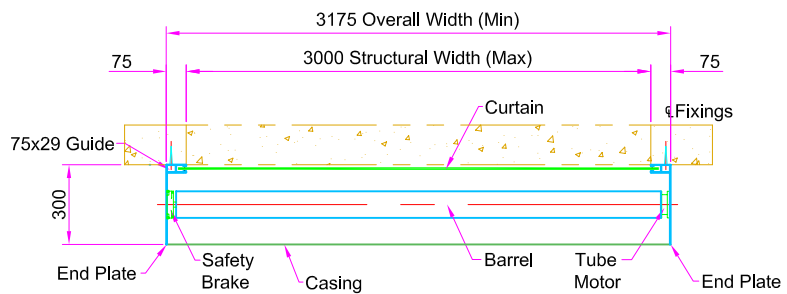 3175 Overall Width (Min)
75
3000 Structural Width (Max)
75
Curtain
℄Fixings
75x29 Guide
300
End Plate
Safety
Brake
Casing
Barrel
Tube
Motor
End Plate